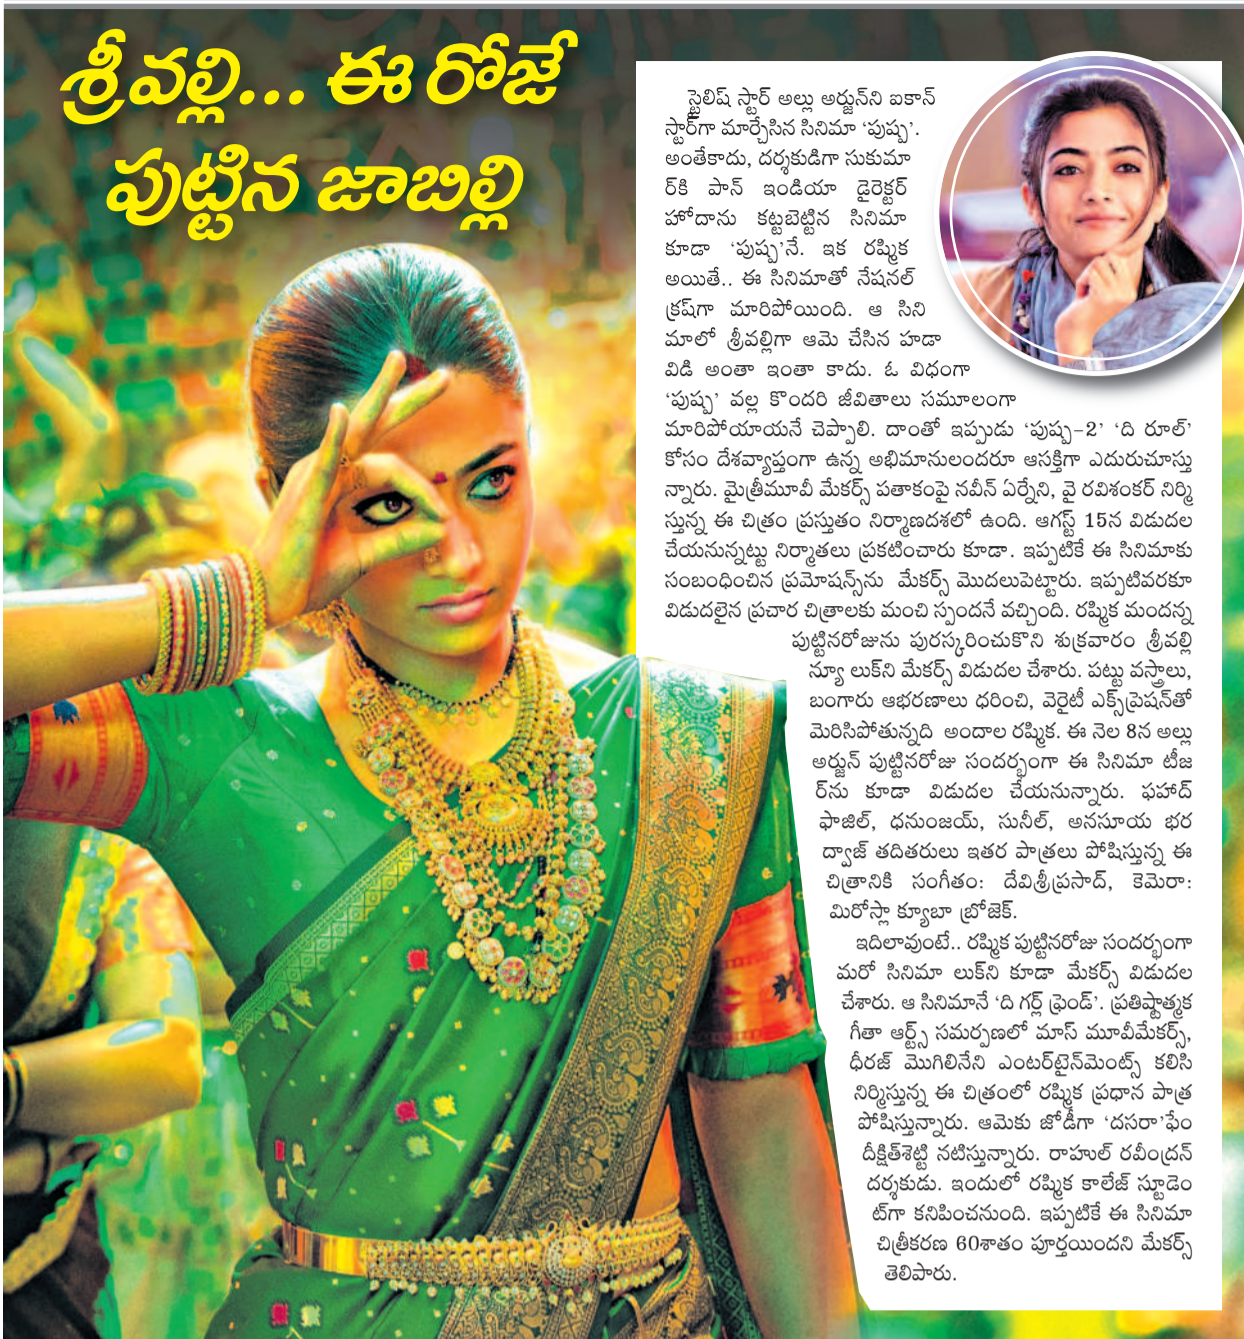 శ్రీవల్లి... ఈ రోజే
పుట్టిన జాబిల్లి
స్టైలిష్ స్టార్ అల్లు అర్జున్‌ని ఐకాన్
స్టార్‌గా మార్చేసిన సినిమా ‘పుష్ప’.
అంతేకాదు, దర్శకుడిగా సుకుమా
ర్‌కి పాన్ ఇండియా డైరెక్టర్
హోదాను కట్టబెట్టిన సినిమా
కూడా ‘పుష్ప’నే. ఇక రష్మిక
అయితే.. ఈ సినిమాతో నేషనల్
క్రష్‌గా మారిపోయింది. ఆ సిని
మాలో శ్రీవల్లిగా ఆమె చేసిన హడా
విడి అంతా ఇంతా కాదు. ఓ విధంగా
‘పుష్ప’ వల్ల కొందరి జీవితాలు సమూలంగా
మారిపోయాయనే చెప్పాలి. దాంతో ఇప్పుడు ‘పుష్ప-2’ ‘ది రూల్’
కోసం దేశవ్యాప్తంగా ఉన్న అభిమానులందరూ ఆసక్తిగా ఎదురుచూస్తు
న్నారు. మైత్రీమూవీ మేకర్స్ పతాకంపై నవీన్ ఏర్నేని, వై రవిశంకర్ నిర్మి
స్తున్న ఈ చిత్రం ప్రస్తుతం నిర్మాణదశలో ఉంది. ఆగస్ట్ 15న విడుదల
చేయనున్నట్టు నిర్మాతలు ప్రకటించారు కూడా. ఇప్పటికే ఈ సినిమాకు
సంబంధించిన ప్రమోషన్స్‌ను మేకర్స్ మొదలుపెట్టారు. ఇప్పటివరకూ
విడుదలైన ప్రచార చిత్రాలకు మంచి స్పందనే వచ్చింది. రష్మిక మందన్న
పుట్టినరోజును పురస్కరించుకొని శుక్రవారం శ్రీవల్లి
న్యూ లుక్‌ని మేకర్స్ విడుదల చేశారు. పట్టు వస్త్రాలు,
బంగారు ఆభరణాలు ధరించి, వెరైటీ ఎక్స్‌ప్రెషన్‌తో
మెరిసిపోతున్నది అందాల రష్మిక. ఈ నెల 8న అల్లు
అర్జున్ పుట్టినరోజు సందర్భంగా ఈ సినిమా టీజ
ర్‌ను కూడా విడుదల చేయనున్నారు. ఫహాద్
ఫాజిల్, ధనుంజయ్, సునీల్, అనసూయ భర
ద్వాజ్ తదితరులు ఇతర పాత్రలు పోషిస్తున్న ఈ
చిత్రానికి సంగీతం: దేవిశ్రీప్రసాద్, కెమెరా:
మిరోస్లా క్యూబా బ్రోజెక్.
ఇదిలావుంటే.. రష్మిక పుట్టినరోజు సందర్భంగా
మరో సినిమా లుక్‌ని కూడా మేకర్స్ విడుదల
చేశారు. ఆ సినిమానే ‘ది గర్ల్ ఫ్రెండ్’. ప్రతిష్ఠాత్మక
గీతా ఆర్ట్స్ సమర్పణలో మాస్ మూవీమేకర్స్,
ధీరజ్ మొగిలినేని ఎంటర్‌టైన్‌మెంట్స్ కలిసి
నిర్మిస్తున్న ఈ చిత్రంలో రష్మిక ప్రధాన పాత్ర
పోషిస్తున్నారు. ఆమెకు జోడీగా ‘దసరా’ఫేం
దీక్షిత్‌శెట్టి నటిస్తున్నారు. రాహుల్ రవీంద్రన్
దర్శకుడు. ఇందులో రష్మిక కాలేజ్ స్టూడెం
ట్‌గా కనిపించనుంది. ఇప్పటికే ఈ సినిమా
చిత్రీకరణ 60శాతం పూర్తయిందని మేకర్స్
తెలిపారు.